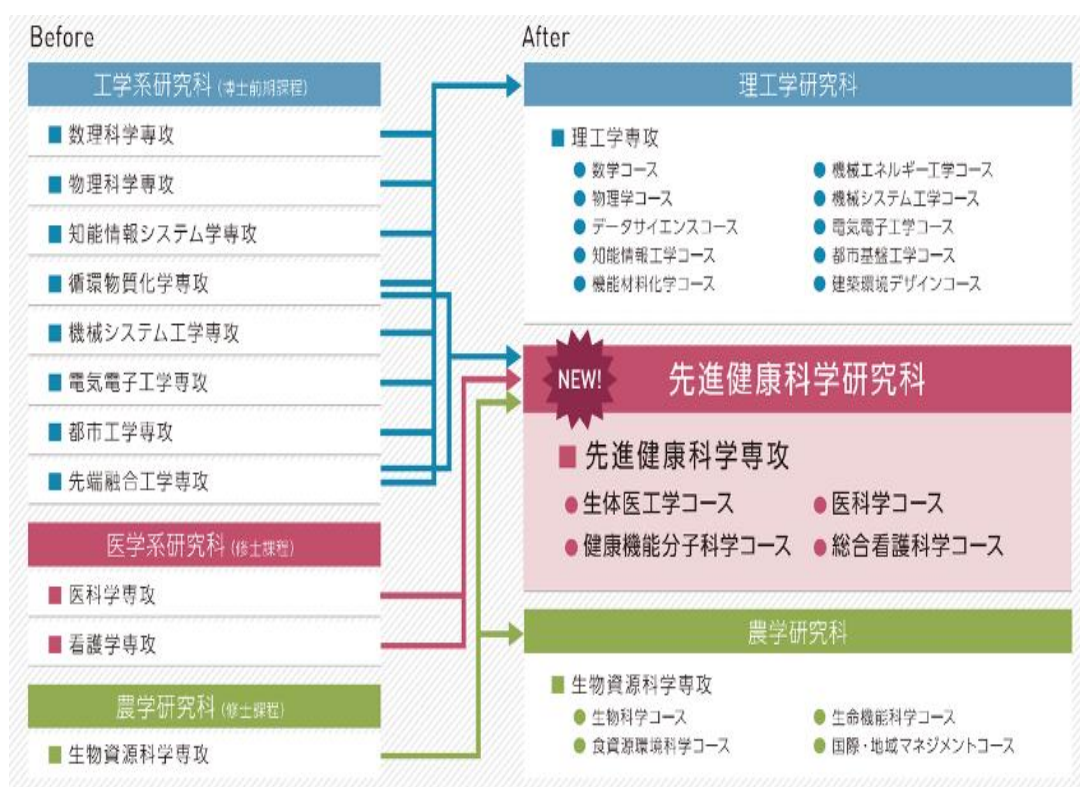 Before
工学系研究科 (博士前期課程)
数理科学専攻
物理科学専攻
知能情報システム学専攻
循環物質化学専攻
機械システム工学専攻
電気電子工学専攻
都市工学専攻
先端融合工学専攻
医学系研究科 (修士課程)
医科学専攻
看護学専攻
農学研究科 (修士課程)
生物資源科学専攻
After
理工学研究科
理工学専攻
数学コース
物理学コース
データサイエンスコース
知能情報工学コース
機能材料化学コース
機械エネルギー工学コース
機械システム工学コース
電気電子工学コース
都市基盤工学コース
建築環境デザインコース
NEW!
先進健康科学研究科
先進健康科学専攻
生体医工学コース
健康機能分子科学コース
医科学コース
総合看護科学コース
農学研究科
生物資源科学専攻
生物科学コース
食資源環境科学コース
生命機能科学コース
国際・地域マネジメントコース